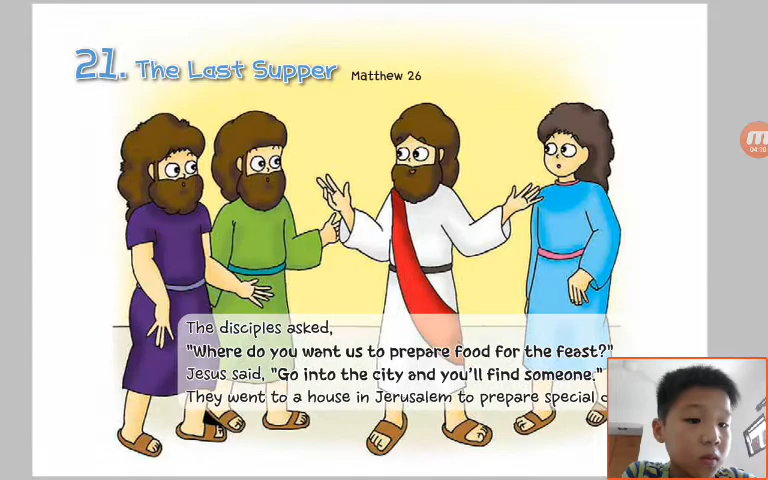 21. The Last Supper Matthew 26
The disciples asked,
"Where do you want us to prepare food for the feast?"
Jesus said, "Go into the city and you'll find someone."
They went to a house in Jerusalem to prepare special
04:10